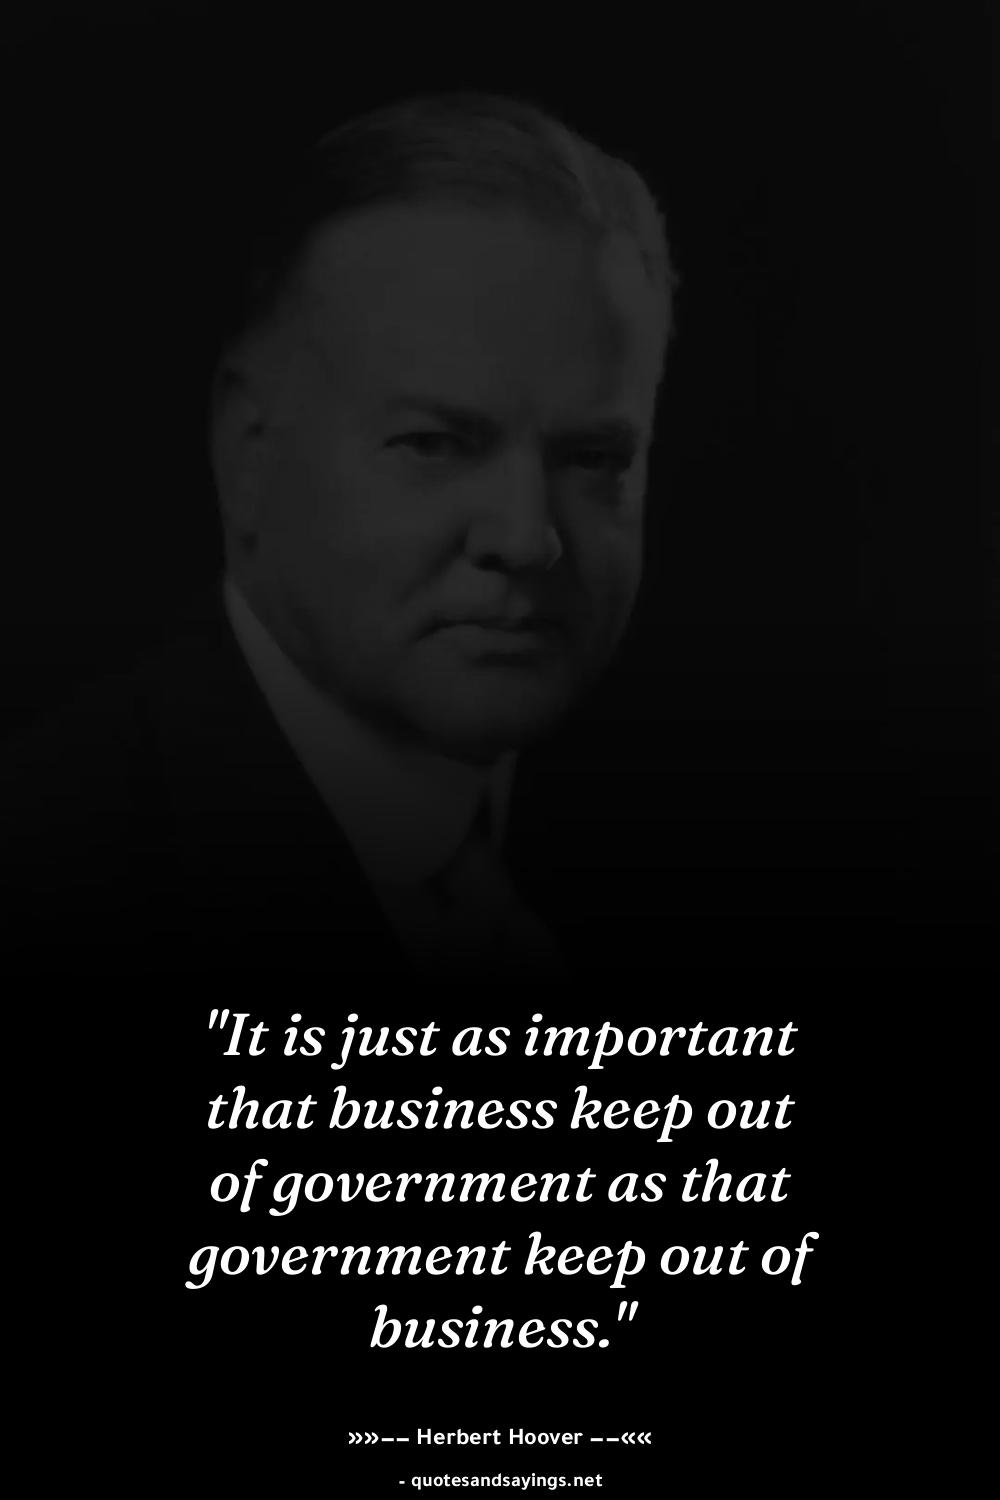 "It is just as important
that business keep out
of government as that
government keep out of
business."
»»−− Herbert Hoover −−««
- quotesandsayings.net